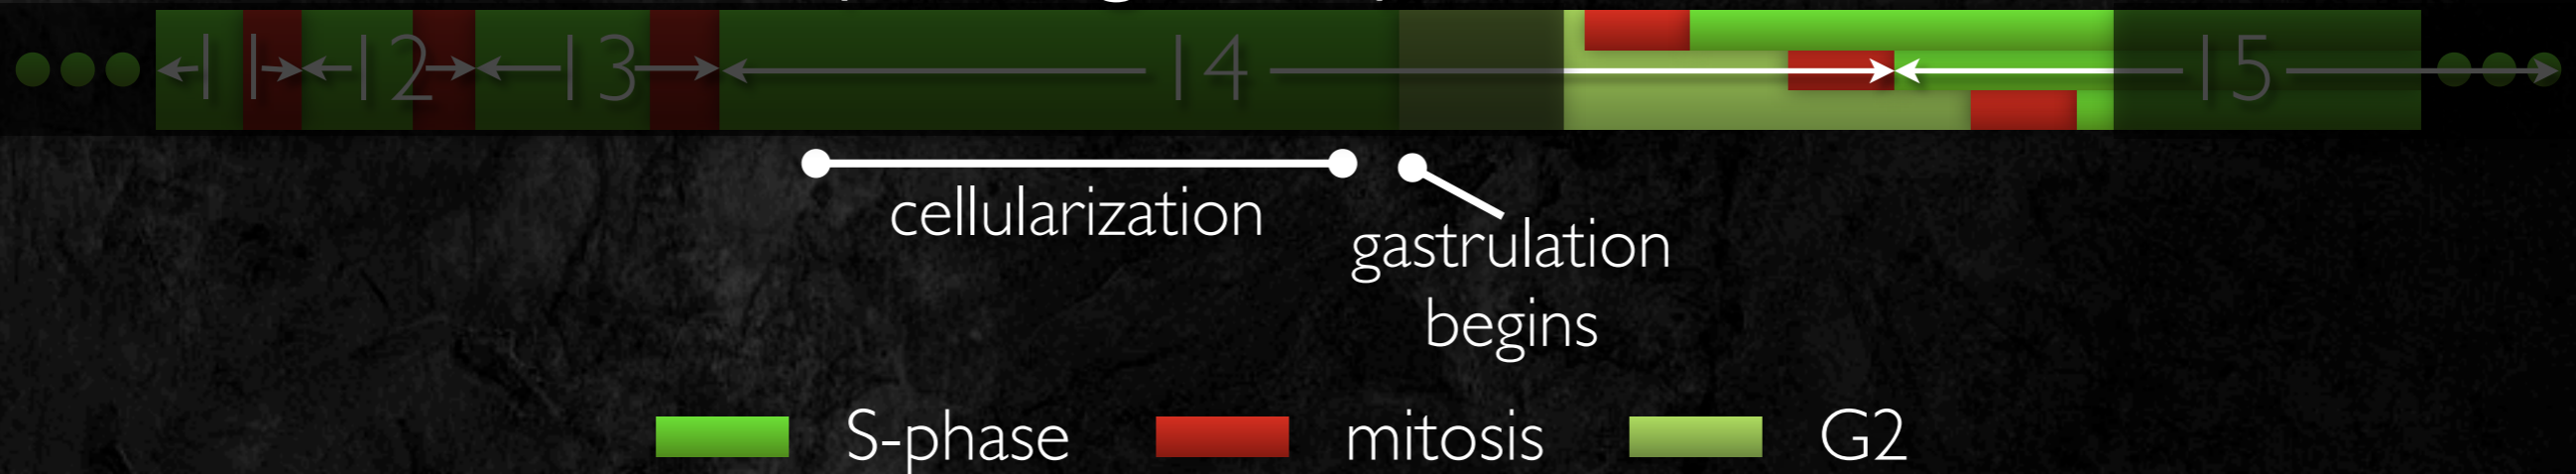 11 12 13 14 15
cellularization
gastrulation
begins
S-phase mitosis G2